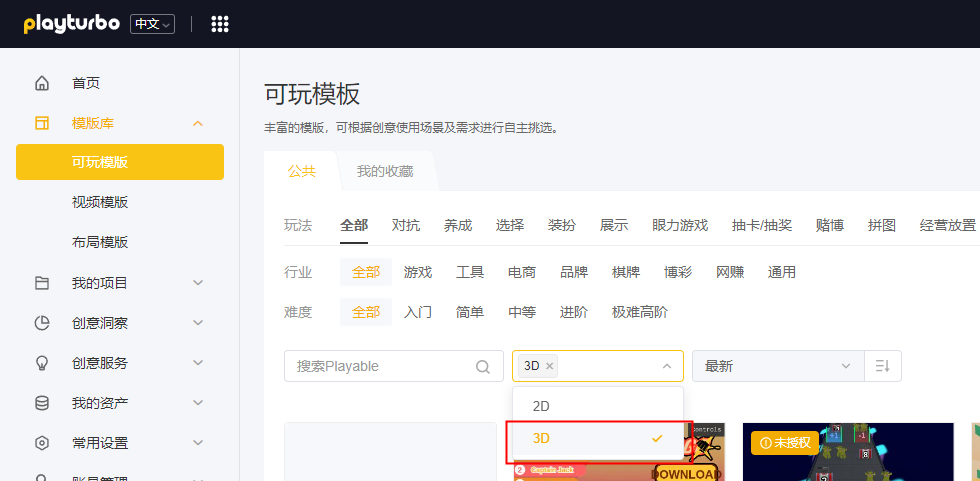 playturbo 中文
首页
模版库
可玩模版
视频模版
布局模版
我的项目
创意洞察
创意服务
我的资产
常用设置
可玩模板
丰富的模版，可根据创意使用场景及需求进行自主挑选。
公共 我的收藏
玩法 全部 对抗 养成 选择 装扮 展示 眼力游戏 抽卡/抽奖 赌博 拼图 经营放置
行业 全部 游戏 工具 电商 品牌 棋牌 博彩 网赚 通用
难度 全部 入门 简单 中等 进阶 极难高阶
搜索Playable 3D × 最新
2D
3D
Controls
未授权
+1 -1
2 Captain Jack
DOWNLOAD